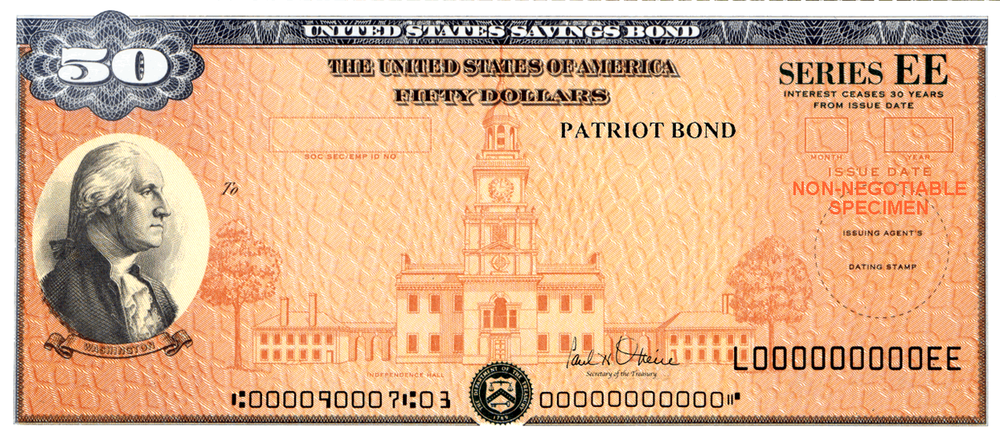 UNITED STATES SAVINGS BOND
50
THE UNITED STATES OF AMERICA
FIFTY DOLLARS
SERIES EE
INTEREST CEASES 30 YEARS
FROM ISSUE DATE
PATRIOT BOND
SOC SEC/EMP ID NO
MONTH YEAR
ISSUE DATE
To
NON-NEGOTIABLE
SPECIMEN
ISSUING AGENT'S
DATING STAMP
WASHINGTON
Paul H O'Neill
Secretary of the Treasury
L000000000EE
INDEPENDENCE HALL
THE DEPARTMENT OF THE TREASURY
1789
⑆000090007⑆03 00000000000⑈